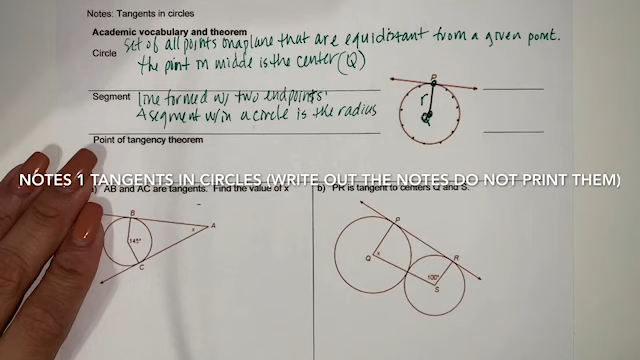 Notes: Tangents in circles
Academic vocabulary and theorem
Circle set of all points on a plane that are equidistant from a given point.
the point in midde is the center (Q)
P
r
Q
Segment line formed w/ two endpoints.
A segment w/in a circle is the radius
Point of tangency theorem
NOTES 1 TANGENTS IN CIRCLES (WRITE OUT THE NOTES DO NOT PRINT THEM)
a) AB and AC are tangents. Find the value of x
b) PR is tangent to centers Q and S.
B
A
x
145°
C
P
Q
x
R
100°
S